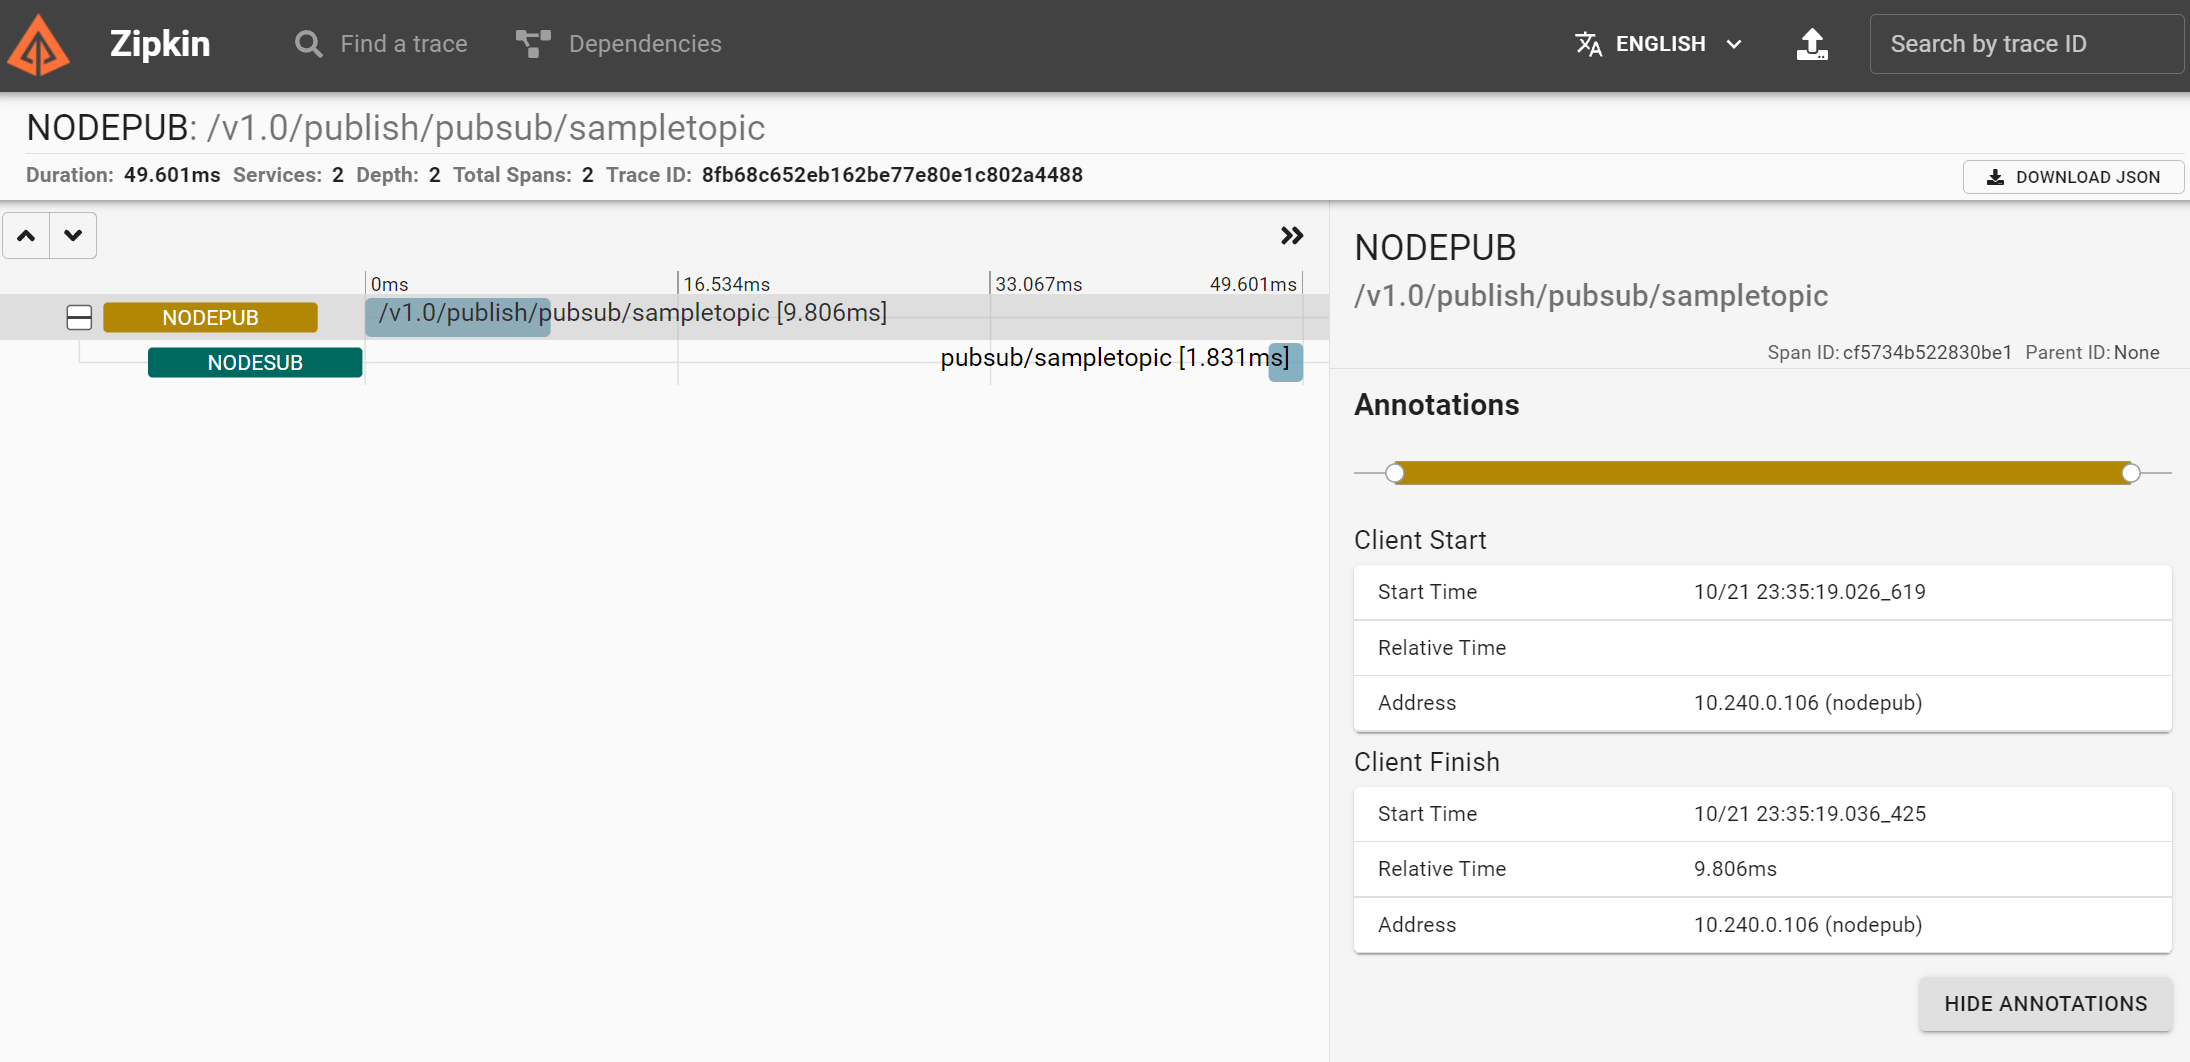 Zipkin
Find a trace
Dependencies
ENGLISH
Search by trace ID
NODEPUB: /v1.0/publish/pubsub/sampletopic
Duration: 49.601ms Services: 2 Depth: 2 Total Spans: 2 Trace ID: 8fb68c652eb162be77e80e1c802a4488
DOWNLOAD JSON
0ms 16.534ms 33.067ms 49.601ms
NODEPUB /v1.0/publish/pubsub/sampletopic [9.806ms]
NODESUB pubsub/sampletopic [1.831ms]
NODEPUB
/v1.0/publish/pubsub/sampletopic
Span ID: cf5734b522830be1 Parent ID: None
Annotations
Client Start
Start Time 10/21 23:35:19.026_619
Relative Time
Address 10.240.0.106 (nodepub)
Client Finish
Start Time 10/21 23:35:19.036_425
Relative Time 9.806ms
Address 10.240.0.106 (nodepub)
HIDE ANNOTATIONS